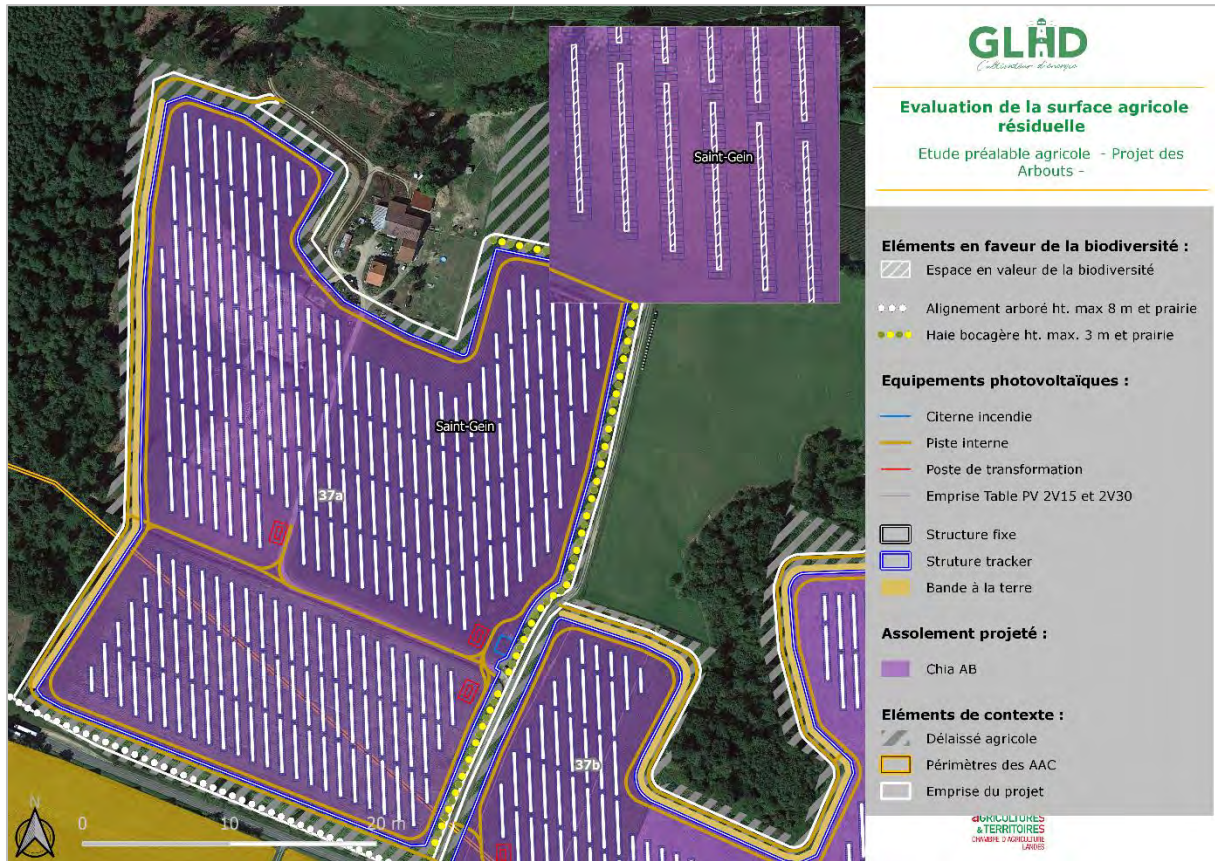 GLHD
Cultivateur d'énergie
Evaluation de la surface agricole
résiduelle
Etude préalable agricole - Projet des
Arbouts -
Eléments en faveur de la biodiversité :
Espace en valeur de la biodiversité
Alignement arboré ht. max 8 m et prairie
Haie bocagère ht. max. 3 m et prairie
Equipements photovoltaïques :
Citerne incendie
Piste interne
Poste de transformation
Emprise Table PV 2V15 et 2V30
Structure fixe
Struture tracker
Bande à la terre
Assolement projeté :
Chia AB
Eléments de contexte :
Délaissé agricole
Périmètres des AAC
Emprise du projet
AGRICULTURES
& TERRITOIRES
CHAMBRE D'AGRICULTURE
LANDES
Saint-Gein
Saint-Gein
37a
37b
N
0 10 20 m